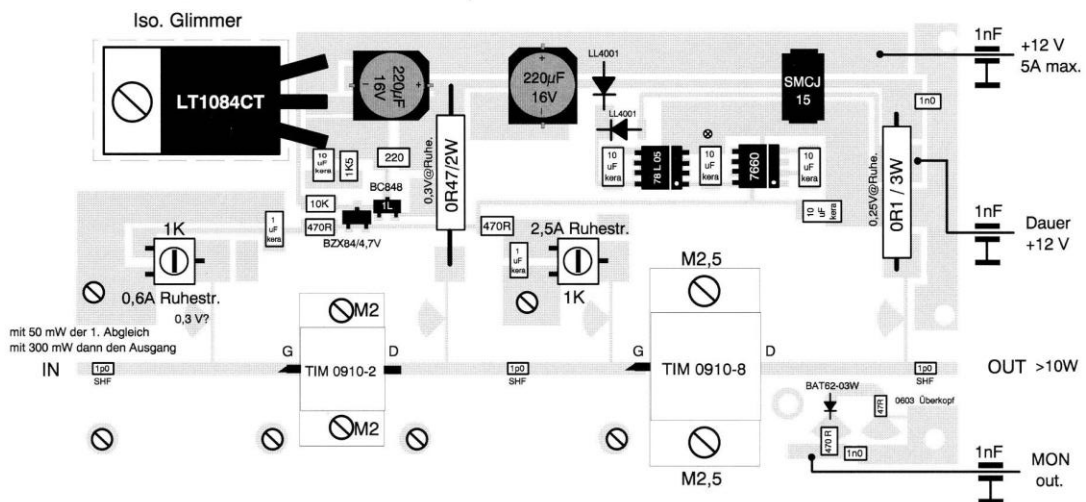 Iso. Glimmer
LT1084CT
220µF
16V
220µF
16V
LL4001
LL4001
SMCJ
15
1nF
+12 V
5A max.
1n0
10
uF
kera
1K5
220
BC848
1L
10K
470R
BZX84/4,7V
1
uF
kera
0,3V@Ruhe.
0R47/2W
10
uF
kera
78 L 05
10
uF
kera
7660
10
uF
kera
10
uF
kera
0,25V@Ruhe.
0R1 / 3W
1nF
Dauer
+12 V
1K
0,6A Ruhestr.
0,3 V?
470R
1
uF
kera
2,5A Ruhestr.
1K
M2,5
M2
mit 50 mW der 1. Abgleich
mit 300 mW dann den Ausgang
IN
1p0
SHF
G
TIM 0910-2
D
1p0
SHF
G
TIM 0910-8
D
1p0
SHF
OUT >10W
M2
M2,5
BAT62-03W
47R
0603 Überkopf
470 R
1n0
1nF
MON
out.